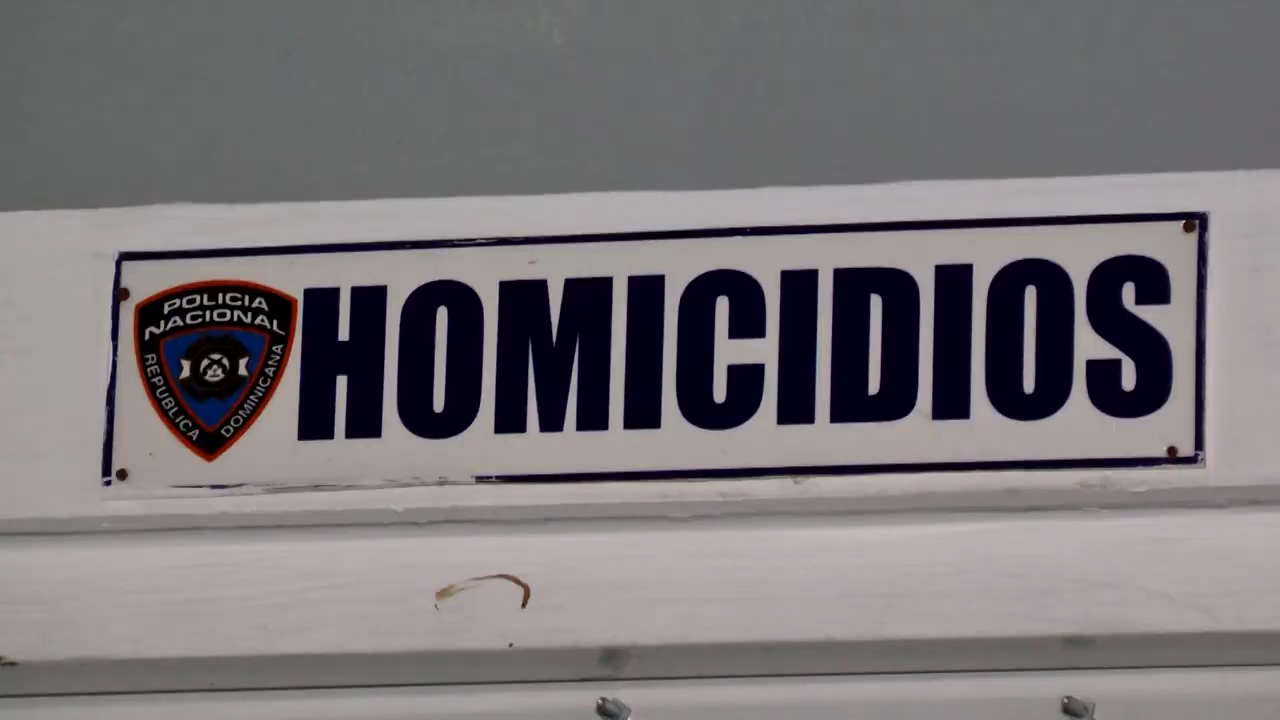 POLICIA
NACIONAL
REPUBLICA
DOMINICANA
HOMICIDIOS